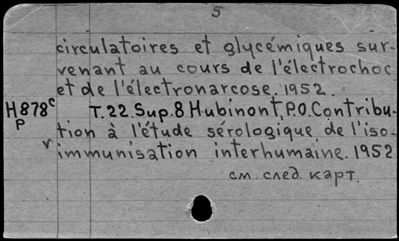 5
circulatoires et glycémiques sur-
venant au cours de l'électrochoc
et de l'électronarcose. 1952.
H878c T.22.Sup.8 Hubinont, P.O. Contribu-
p tion à l'étude sérologique de l'iso-
v immunisation interhumaine. 1952
см. след. карт.